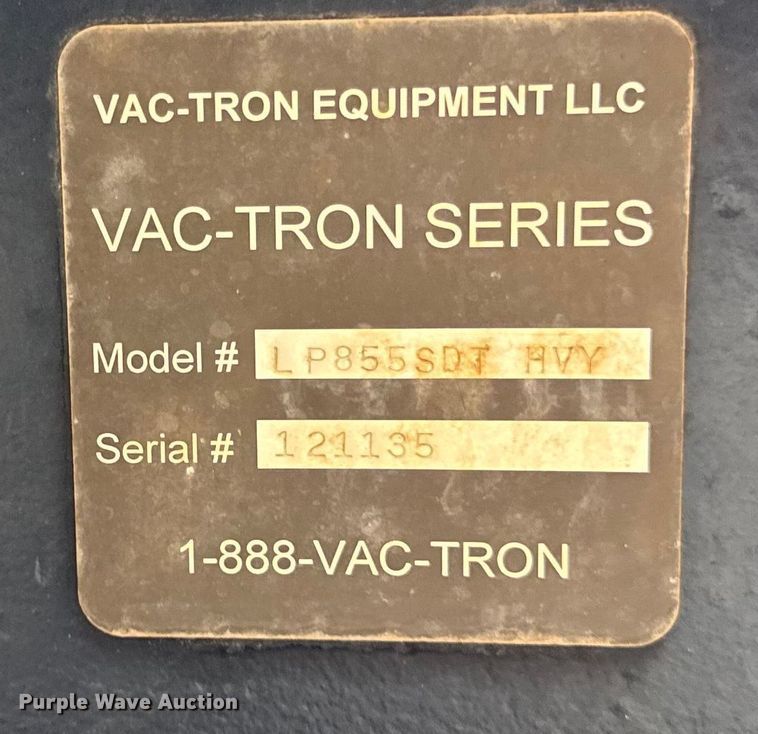 VAC-TRON EQUIPMENT LLC
VAC-TRON SERIES
Model # LP855SDT HVY
Serial # 121135
1-888-VAC-TRON
Purple Wave Auction